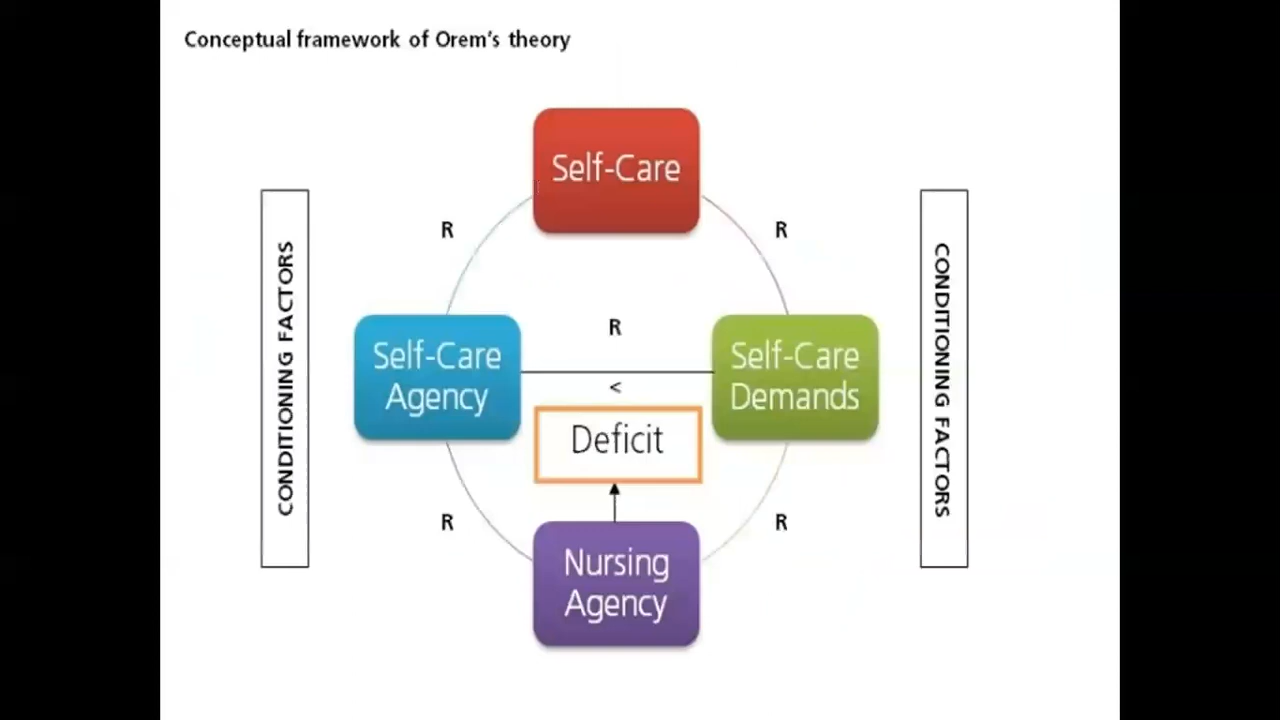 Conceptual framework of Orem's theory
Self-Care
R
R
CONDITIONING FACTORS
CONDITIONING FACTORS
R
Self-Care
Agency
Self-Care
Demands
<
Deficit
R
R
Nursing
Agency